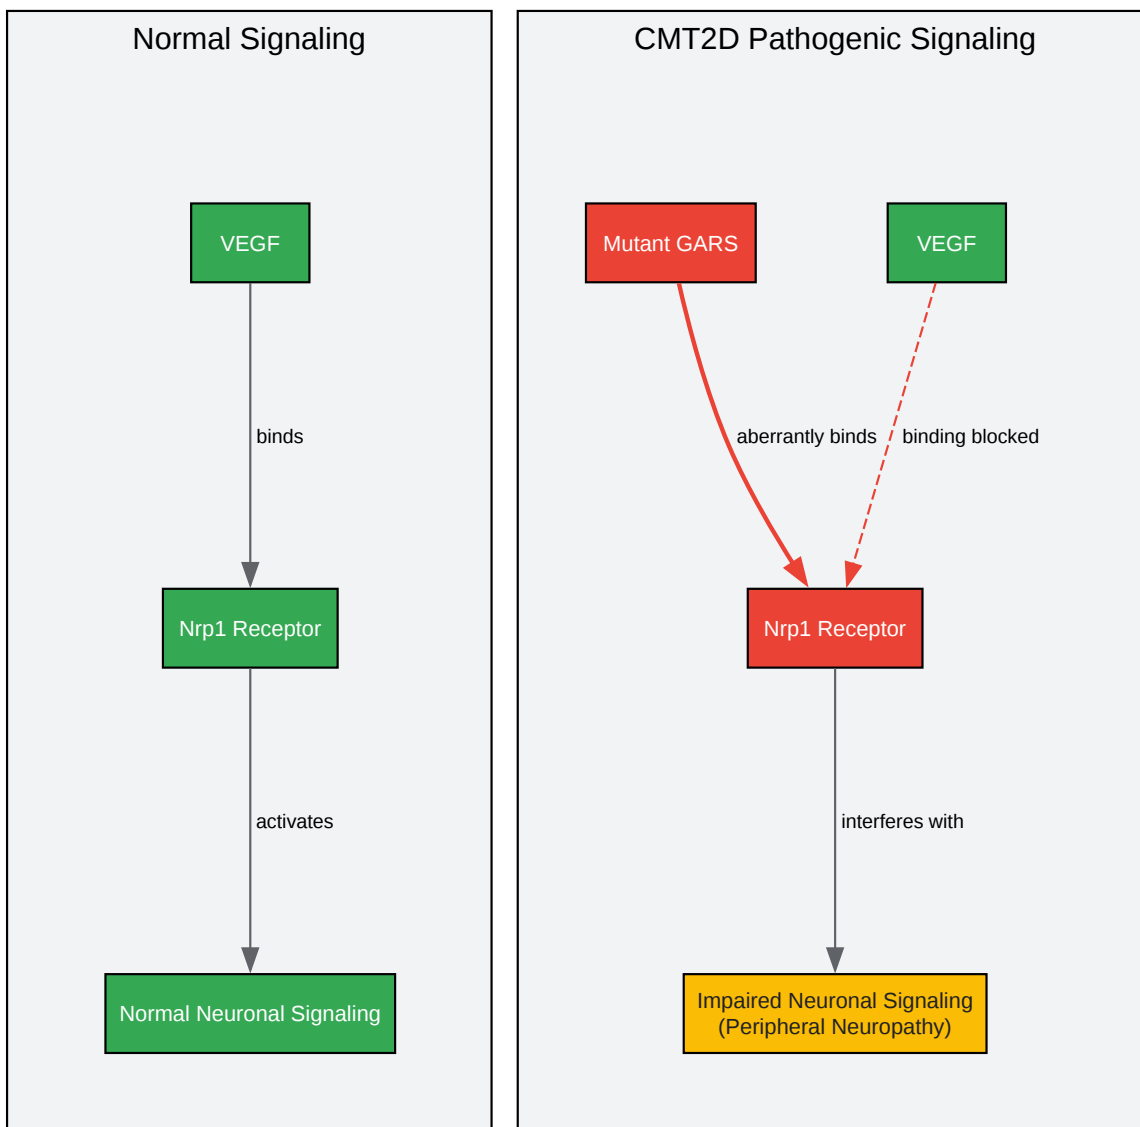 Normal Signaling
VEGF
binds
Nrp1 Receptor
activates
Normal Neuronal Signaling
CMT2D Pathogenic Signaling
Mutant GARS
VEGF
aberrantly binds
binding blocked
Nrp1 Receptor
interferes with
Impaired Neuronal Signaling
(Peripheral Neuropathy)